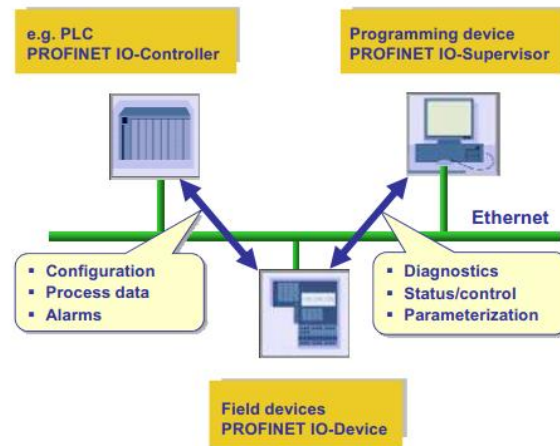 e.g. PLC
PROFINET IO-Controller
Programming device
PROFINET IO-Supervisor
Ethernet
▪ Configuration
▪ Process data
▪ Alarms
▪ Diagnostics
▪ Status/control
▪ Parameterization
Field devices
PROFINET IO-Device